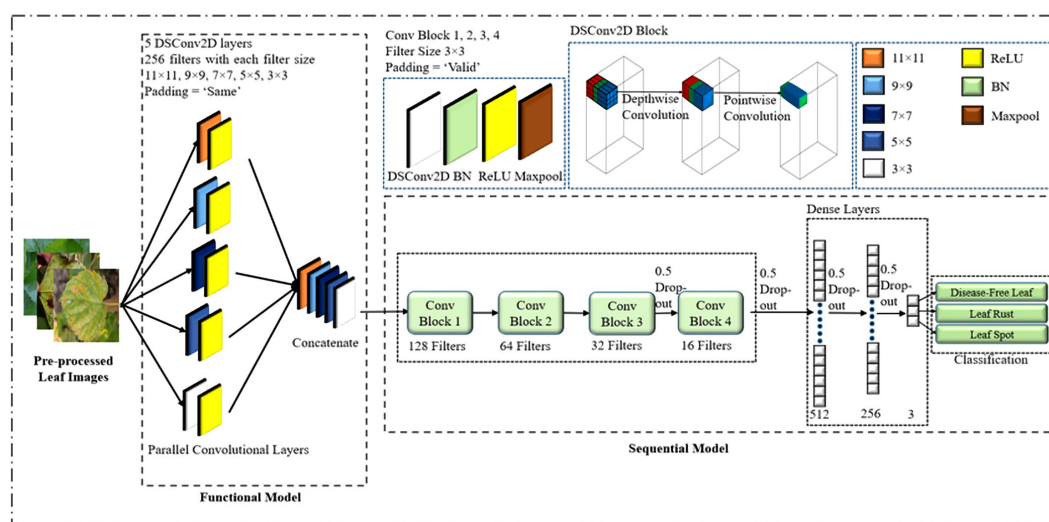 5 DSConv2D layers
256 filters with each filter size
11×11, 9×9, 7×7, 5×5, 3×3
Padding = ‘Same’
Pre-processed
Leaf Images
Concatenate
Parallel Convolutional Layers
Functional Model
Conv Block 1, 2, 3, 4
Filter Size 3×3
Padding = ‘Valid’
DSConv2D BN ReLU Maxpool
DSConv2D Block
Depthwise
Convolution
Pointwise
Convolution
11×11
9×9
7×7
5×5
3×3
ReLU
BN
Maxpool
Conv
Block 1
128 Filters
Conv
Block 2
64 Filters
Conv
Block 3
32 Filters
0.5
Drop-
out
Conv
Block 4
16 Filters
0.5
Drop-
out
Dense Layers
0.5
Drop-
out
0.5
Drop-
out
512
256
3
Disease-Free Leaf
Leaf Rust
Leaf Spot
Classification
Sequential Model